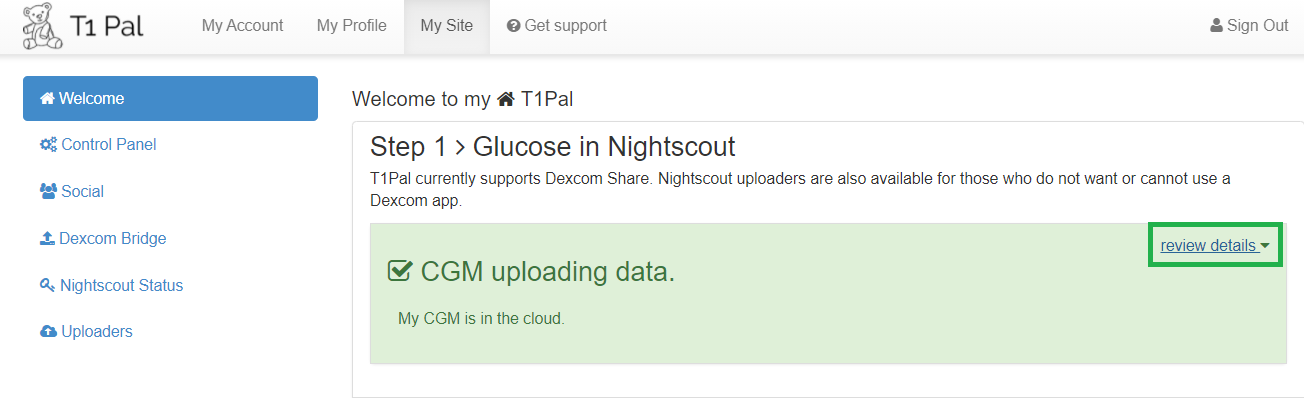 T1 Pal
My Account
My Profile
My Site
Get support
Sign Out
Welcome
Control Panel
Social
Dexcom Bridge
Nightscout Status
Uploaders
Welcome to my T1Pal
Step 1 > Glucose in Nightscout
T1Pal currently supports Dexcom Share. Nightscout uploaders are also available for those who do not want or cannot use a
Dexcom app.
review details
CGM uploading data.
My CGM is in the cloud.